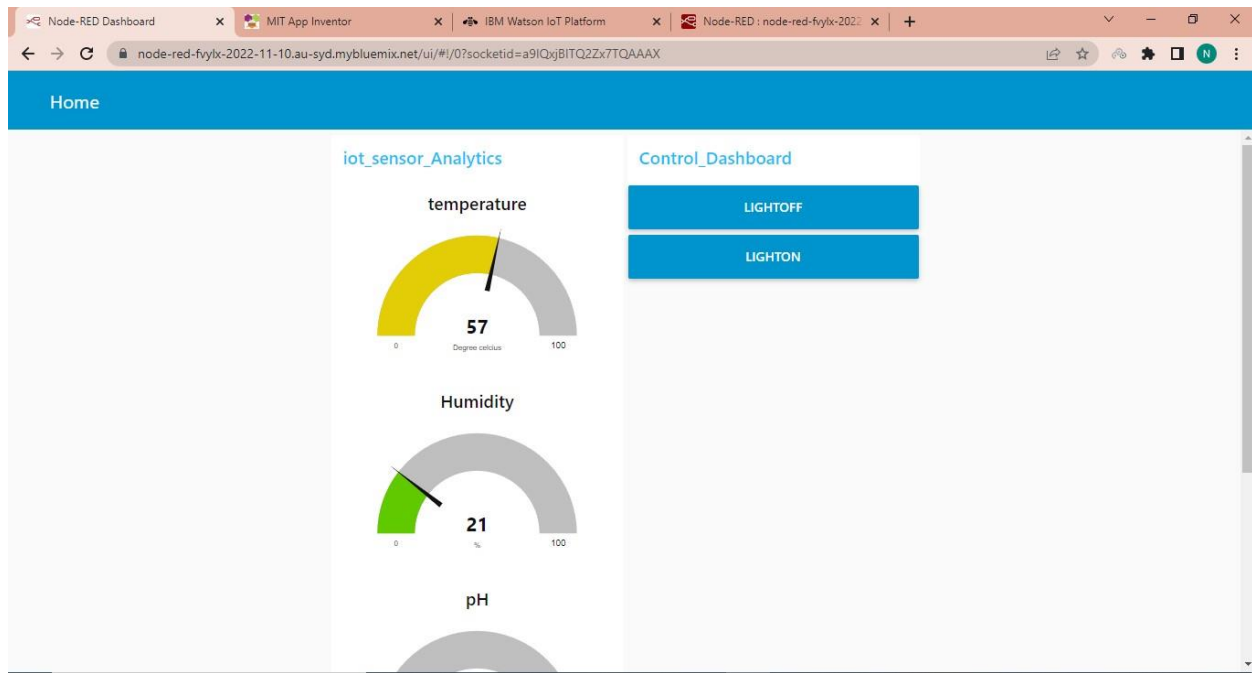 Node-RED Dashboard
MIT App Inventor
IBM Watson IoT Platform
Node-RED : node-red-fvylx-2022
node-red-fvylx-2022-11-10.au-syd.mybluemix.net/ui/#!/0?socketid=a9lQxjBlTQ2Zx7TQAAAX
N
Home
iot_sensor_Analytics
temperature
57
Degree celcius
0
100
Humidity
21
%
0
100
pH
Control_Dashboard
LIGHTOFF
LIGHTON